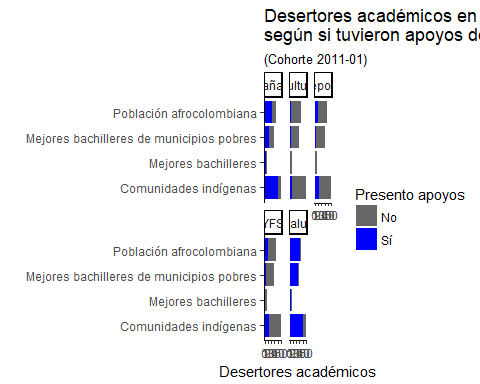 Desertores académicos en
según si tuvieron apoyos de
(Cohorte 2011-01)
Población afrocolombiana
Mejores bachilleres de municipios pobres
Mejores bachilleres
Comunidades indígenas
Presento apoyos
No
Sí
Población afrocolombiana
Mejores bachilleres de municipios pobres
Mejores bachilleres
Comunidades indígenas
Desertores académicos